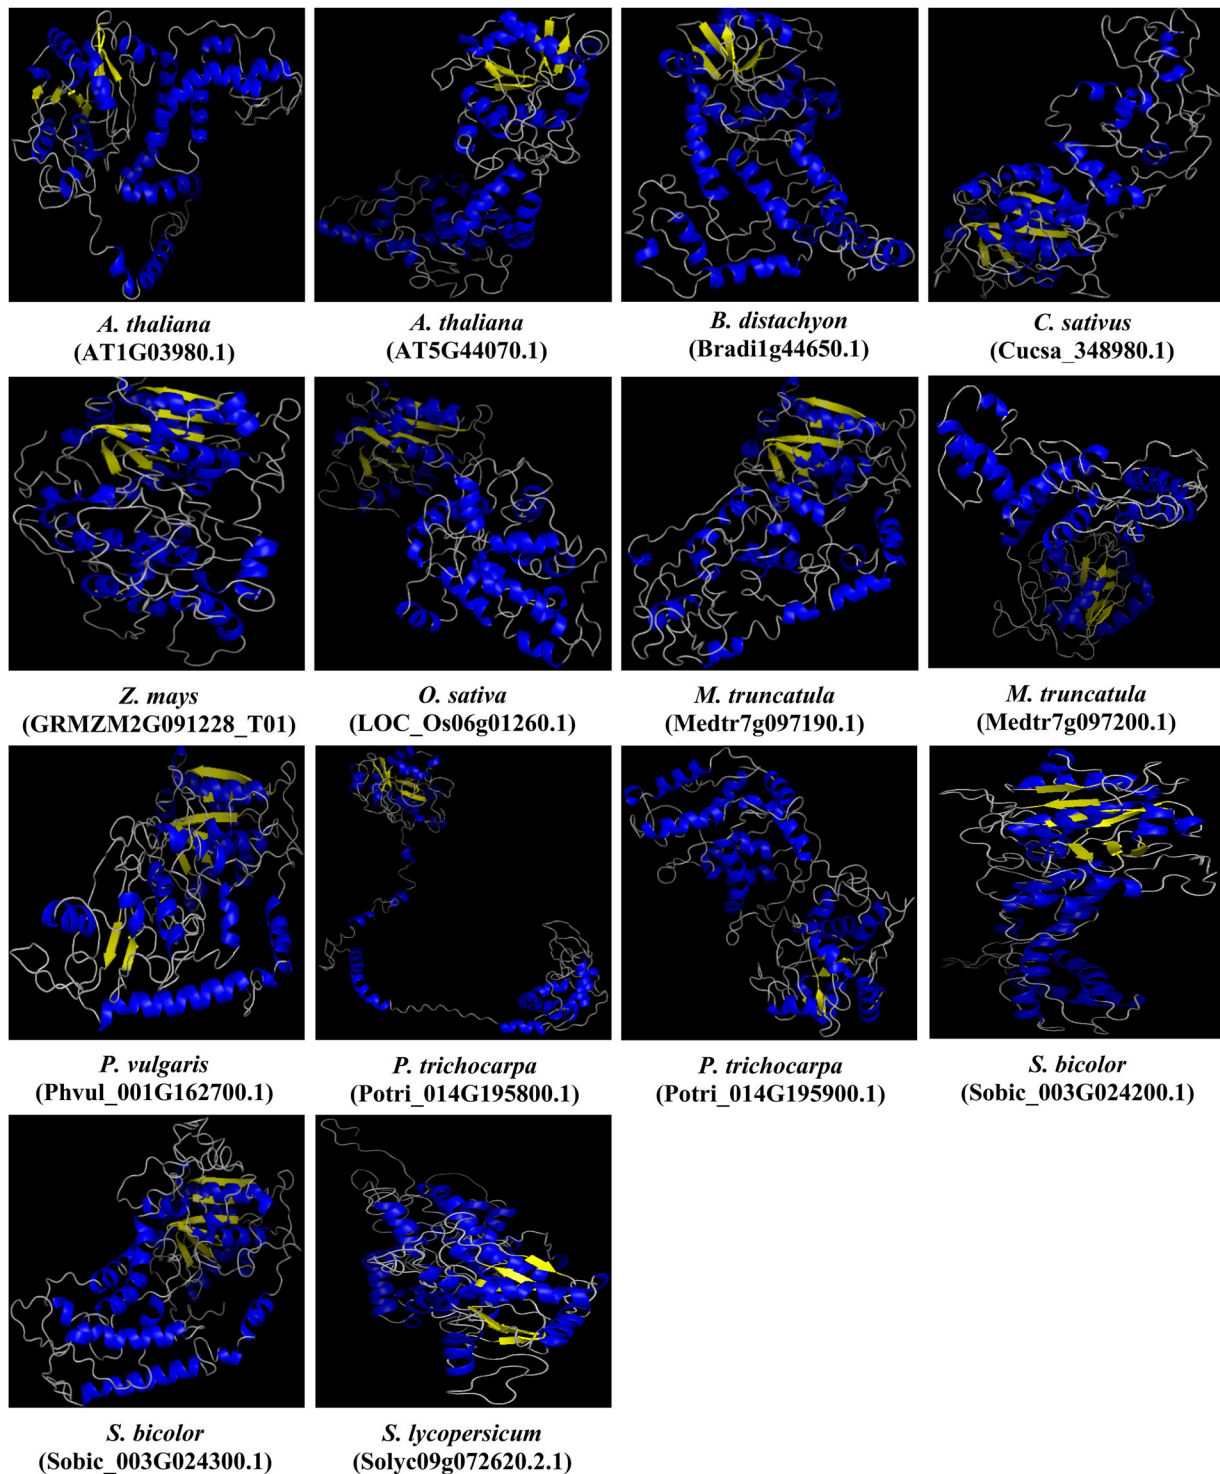 A. thaliana
(AT1G03980.1)
A. thaliana
(AT5G44070.1)
B. distachyon
(Bradi1g44650.1)
C. sativus
(Cucsa_348980.1)
Z. mays
(GRMZM2G091228_T01)
O. sativa
(LOC_Os06g01260.1)
M. truncatula
(Medtr7g097190.1)
M. truncatula
(Medtr7g097200.1)
P. vulgaris
(Phvul_001G162700.1)
P. trichocarpa
(Potri_014G195800.1)
P. trichocarpa
(Potri_014G195900.1)
S. bicolor
(Sobic_003G024200.1)
S. bicolor
(Sobic_003G024300.1)
S. lycopersicum
(Solyc09g072620.2.1)